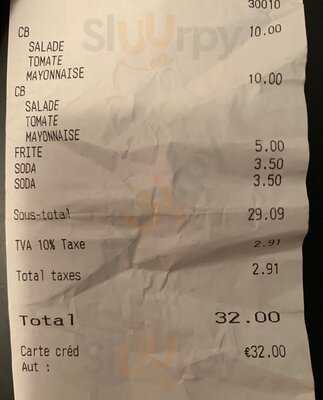 30010
CB 10.00
SALADE
TOMATE
MAYONNAISE
CB 10.00
SALADE
TOMATE
MAYONNAISE
FRITE 5.00
SODA 3.50
SODA 3.50
Sous-total 29.09
TVA 10% Taxe 2.91
Total taxes 2.91
Total 32.00
Carte créd €32.00
Aut :
Sluurpy